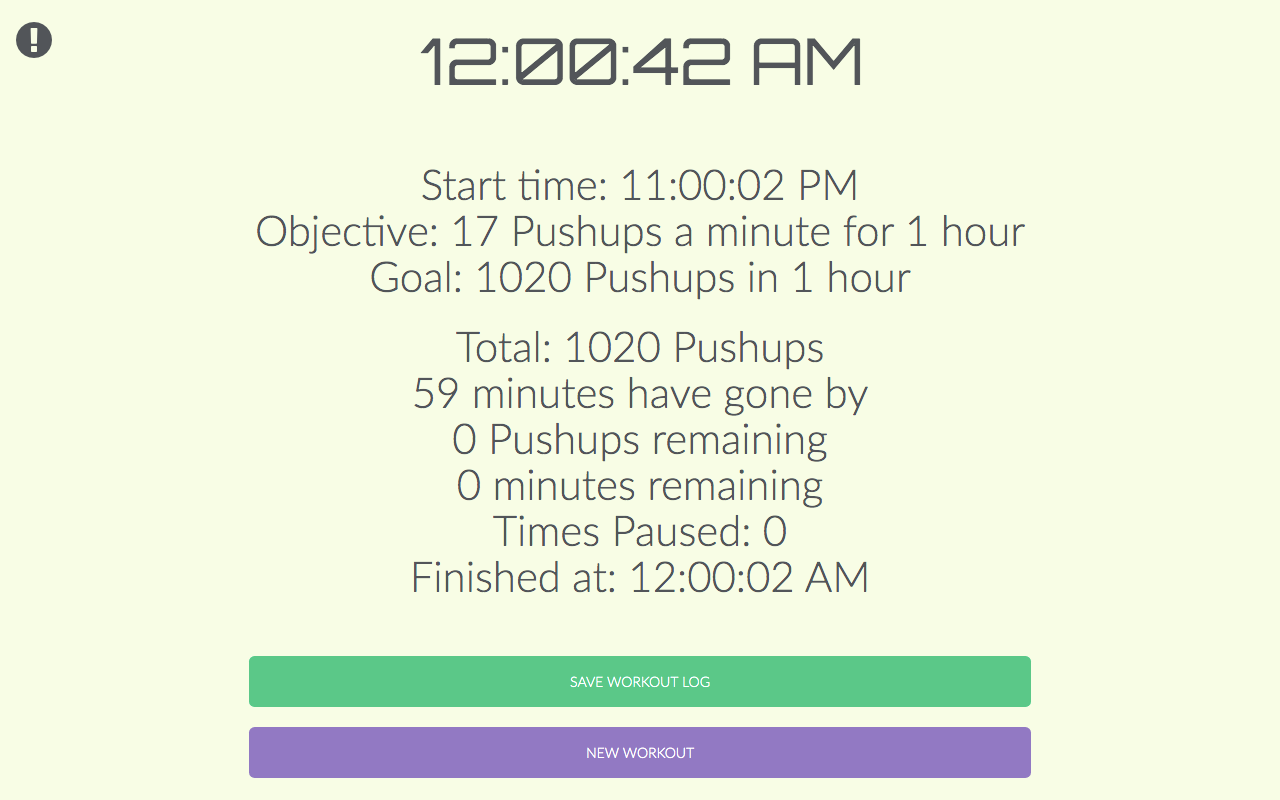 12:00:42 AM
Start time: 11:00:02 PM
Objective: 17 Pushups a minute for 1 hour
Goal: 1020 Pushups in 1 hour
Total: 1020 Pushups
59 minutes have gone by
0 Pushups remaining
0 minutes remaining
Times Paused: 0
Finished at: 12:00:02 AM
SAVE WORKOUT LOG
NEW WORKOUT